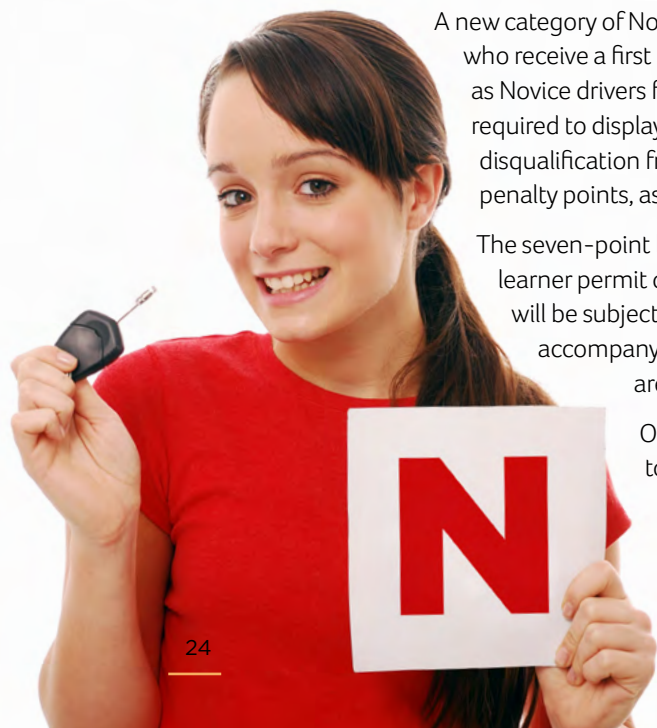 A new category of No
who receive a first
as Novice drivers f
required to display
disqualification fr
penalty points, as
The seven-point
learner permit
will be subject
accompany
are
O
to
N
24